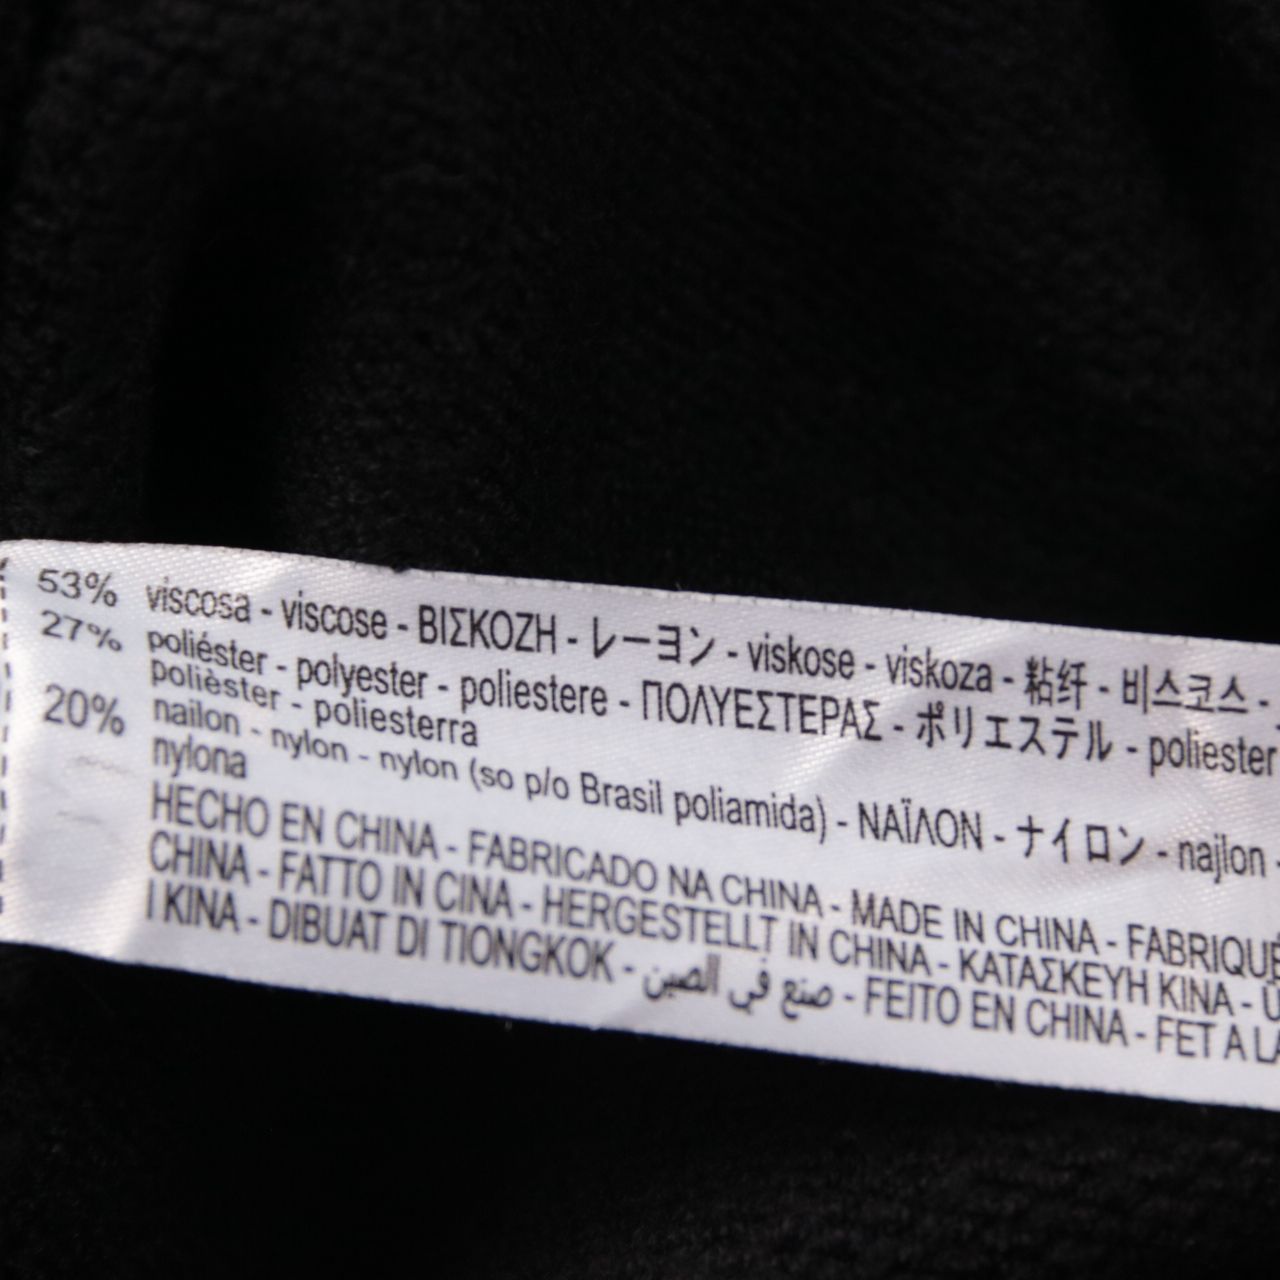 53% viscosa - viscose - ΒΙΣΚΟΖΗ - レーヨン - viskose - viskoza - 粘纤 - 비스코스 -
27% poliéster - polyester - poliestere - ΠΟΛΥΕΣΤΕΡΑΣ - ポリエステル - poliester
polièster - poliesterra
20% nailon - nylon - nylon (so p/o Brasil poliamida) - ΝΑΪΛΟΝ - ナイロン - najlon -
nylona
HECHO EN CHINA - FABRICADO NA CHINA - MADE IN CHINA - FABRIQUÉ
CHINA - FATTO IN CINA - HERGESTELLT IN CHINA - ΚΑΤΑΣΚΕΥΗ ΚΙΝΑ -
I KINA - DIBUAT DI TIONGKOK - صنع في الصين - FEITO EN CHINA - FET A LA